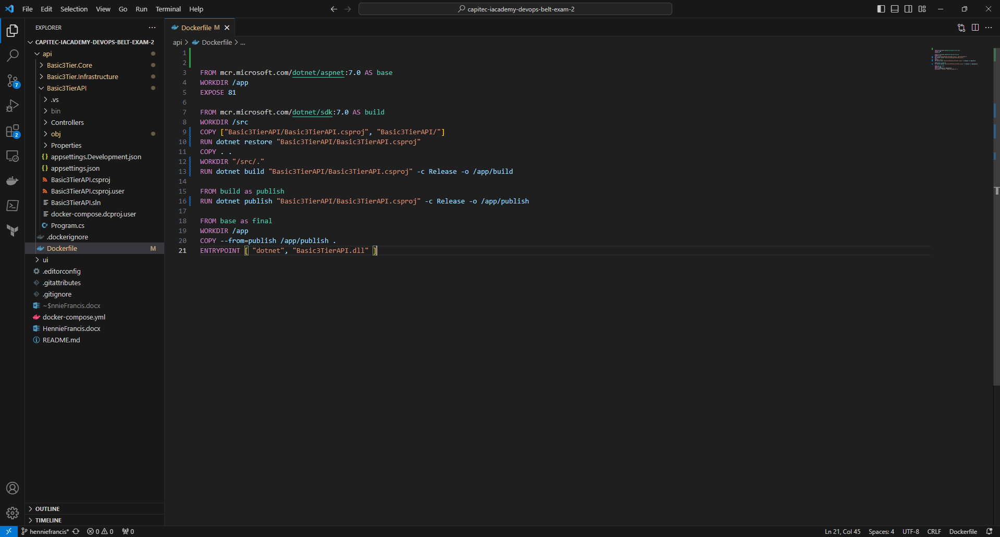 File Edit Selection View Go Run Terminal Help
capitec-iacademy-devops-belt-exam-2
EXPLORER
CAPITEC-IACADEMY-DEVOPS-BELT-EXAM-2
api
Basic3Tier.Core
Basic3Tier.Infrastructure
Basic3TierAPI
.vs
bin
Controllers
obj
Properties
appsettings.Development.json
appsettings.json
Basic3TierAPI.csproj
Basic3TierAPI.csproj.user
Basic3TierAPI.sln
docker-compose.dcproj.user
Program.cs
.dockerignore
Dockerfile M
ui
.editorconfig
.gitattributes
.gitignore
~$nnieFrancis.docx
docker-compose.yml
HennieFrancis.docx
README.md
OUTLINE
TIMELINE
7
2
Dockerfile M
api > Dockerfile > ...
1
2
3 FROM mcr.microsoft.com/dotnet/aspnet:7.0 AS base
4 WORKDIR /app
5 EXPOSE 81
6
7 FROM mcr.microsoft.com/dotnet/sdk:7.0 AS build
8 WORKDIR /src
9 COPY ["Basic3TierAPI/Basic3TierAPI.csproj", "Basic3TierAPI/"]
10 RUN dotnet restore "Basic3TierAPI/Basic3TierAPI.csproj"
11 COPY . .
12 WORKDIR "/src/."
13 RUN dotnet build "Basic3TierAPI/Basic3TierAPI.csproj" -c Release -o /app/build
14
15 FROM build as publish
16 RUN dotnet publish "Basic3TierAPI/Basic3TierAPI.csproj" -c Release -o /app/publish
17
18 FROM base as final
19 WORKDIR /app
20 COPY --from=publish /app/publish .
21 ENTRYPOINT [ "dotnet", "Basic3TierAPI.dll" ]
henniefrancis* 0 0 0
Ln 21, Col 45 Spaces: 4 UTF-8 CRLF Dockerfile